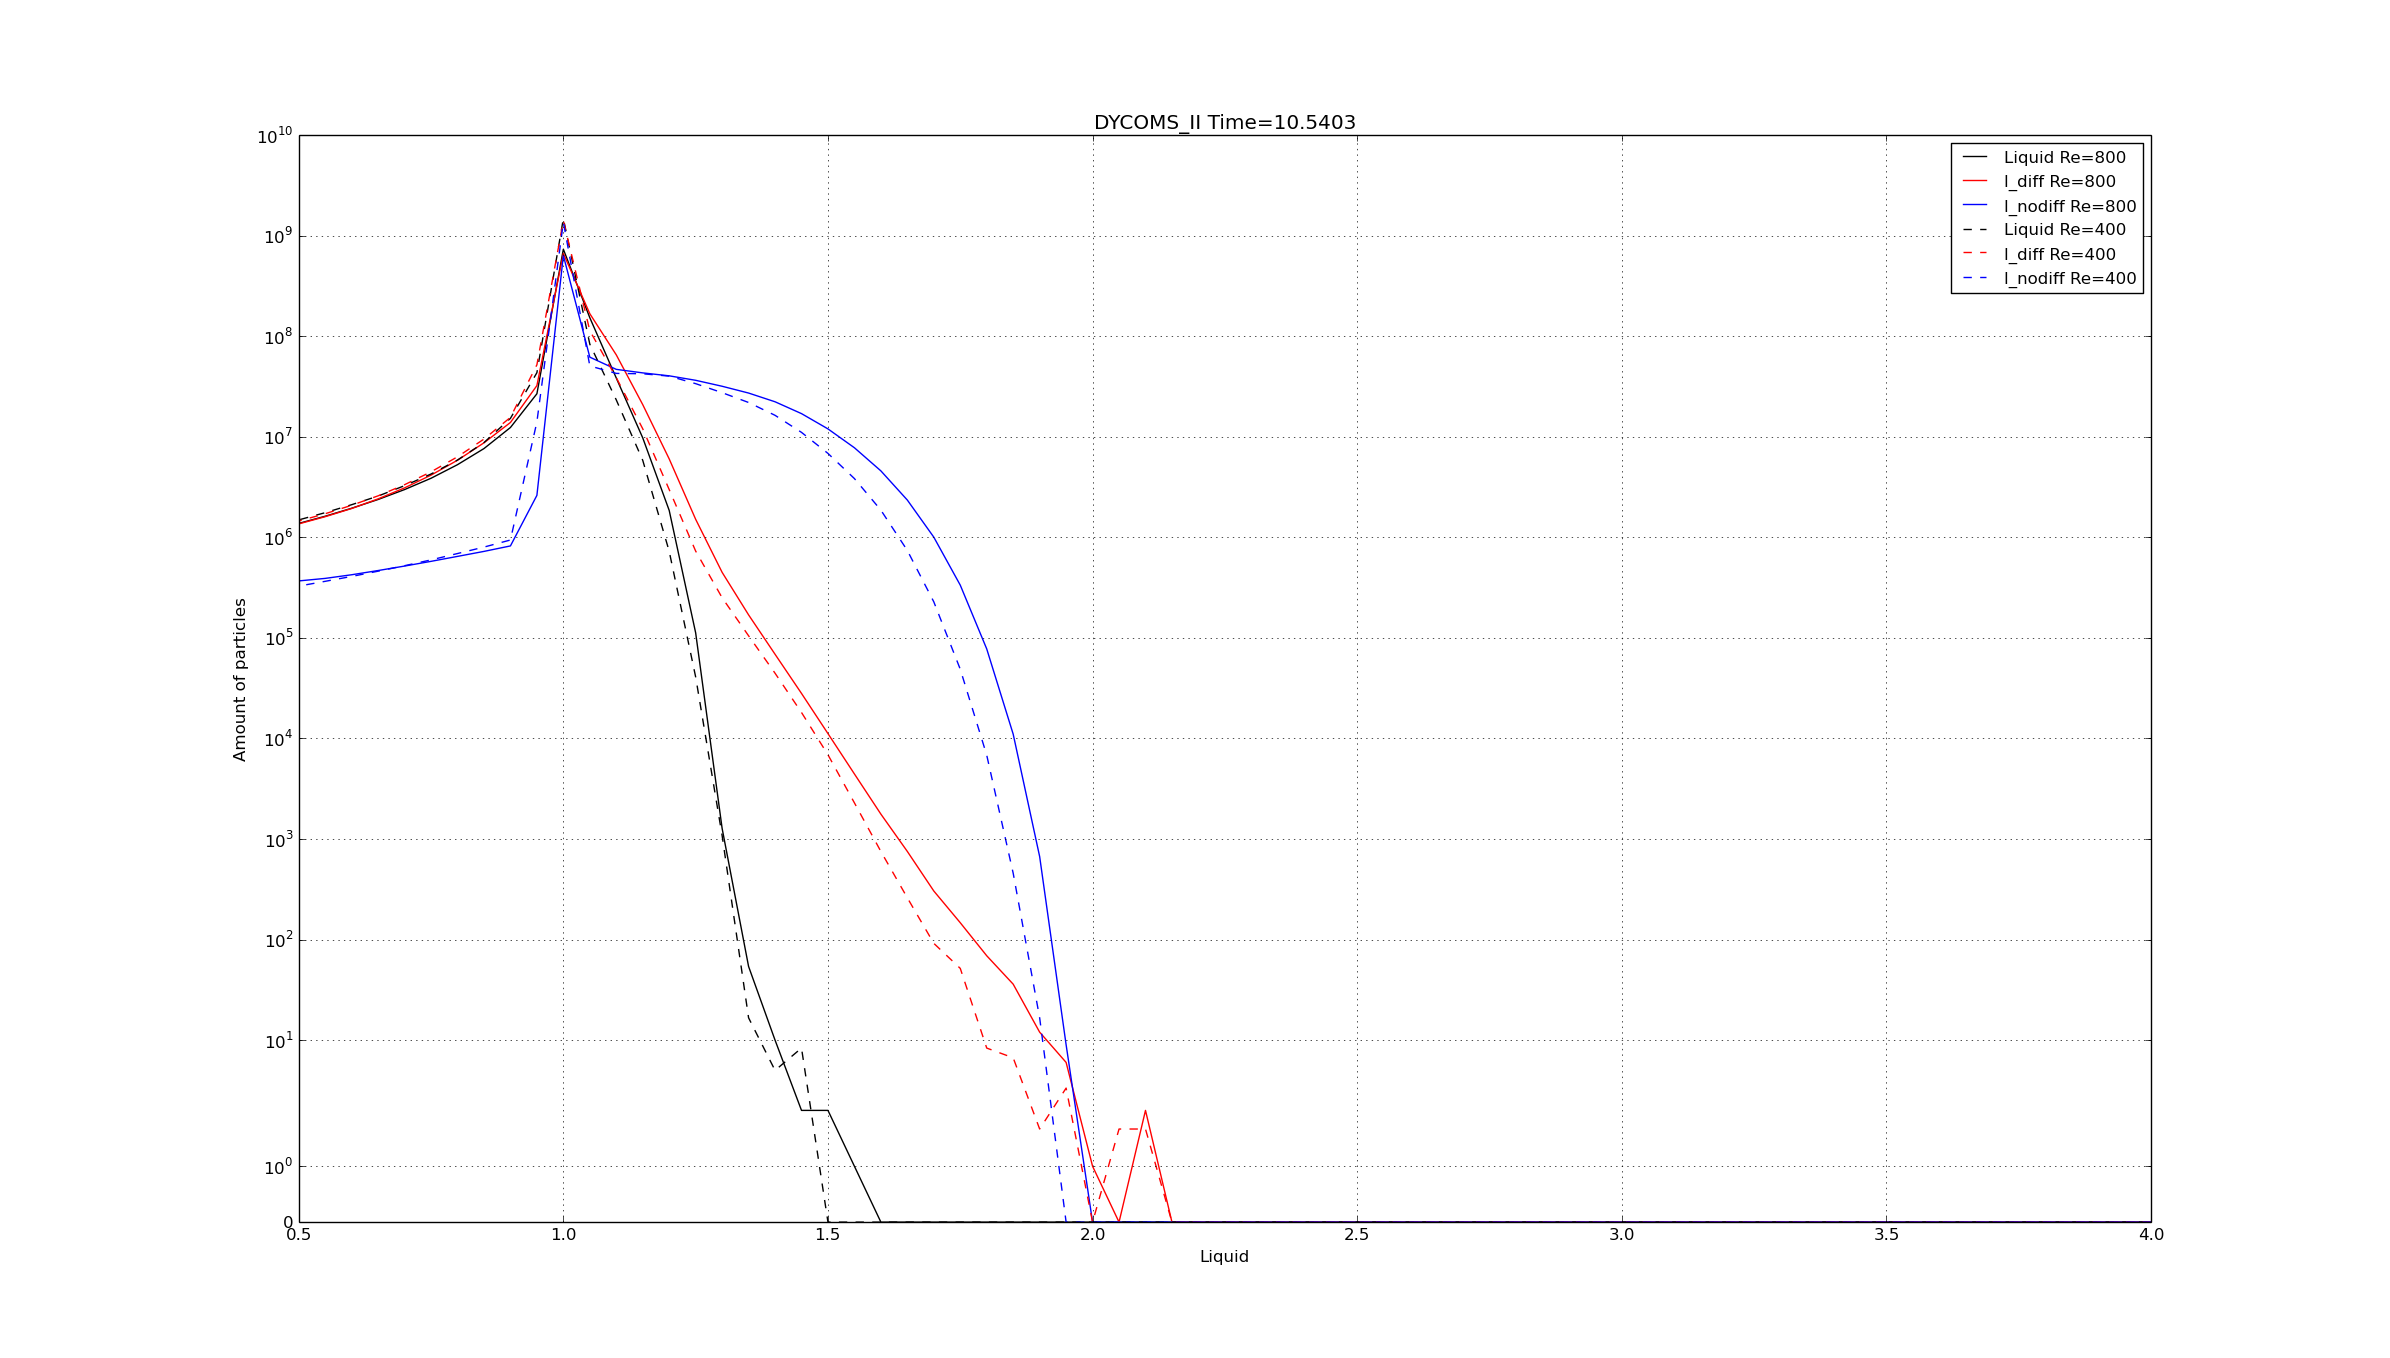 DYCOMS_II Time=10.5403
10^10
10^9
10^8
10^7
10^6
10^5
10^4
10^3
10^2
10^1
10^0
0
Amount of particles
0.5 1.0 1.5 2.0 2.5 3.0 3.5 4.0
Liquid
Liquid Re=800
l_diff Re=800
l_nodiff Re=800
Liquid Re=400
l_diff Re=400
l_nodiff Re=400